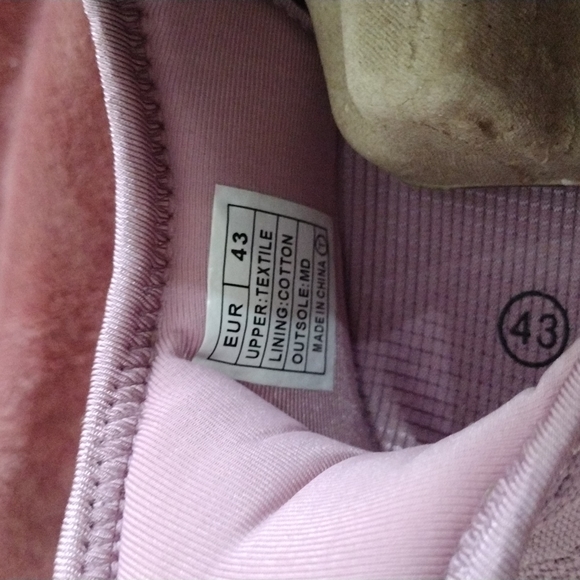 EUR 43
UPPER:TEXTILE
LINING:COTTON
OUTSOLE:MD
MADE IN CHINA
43